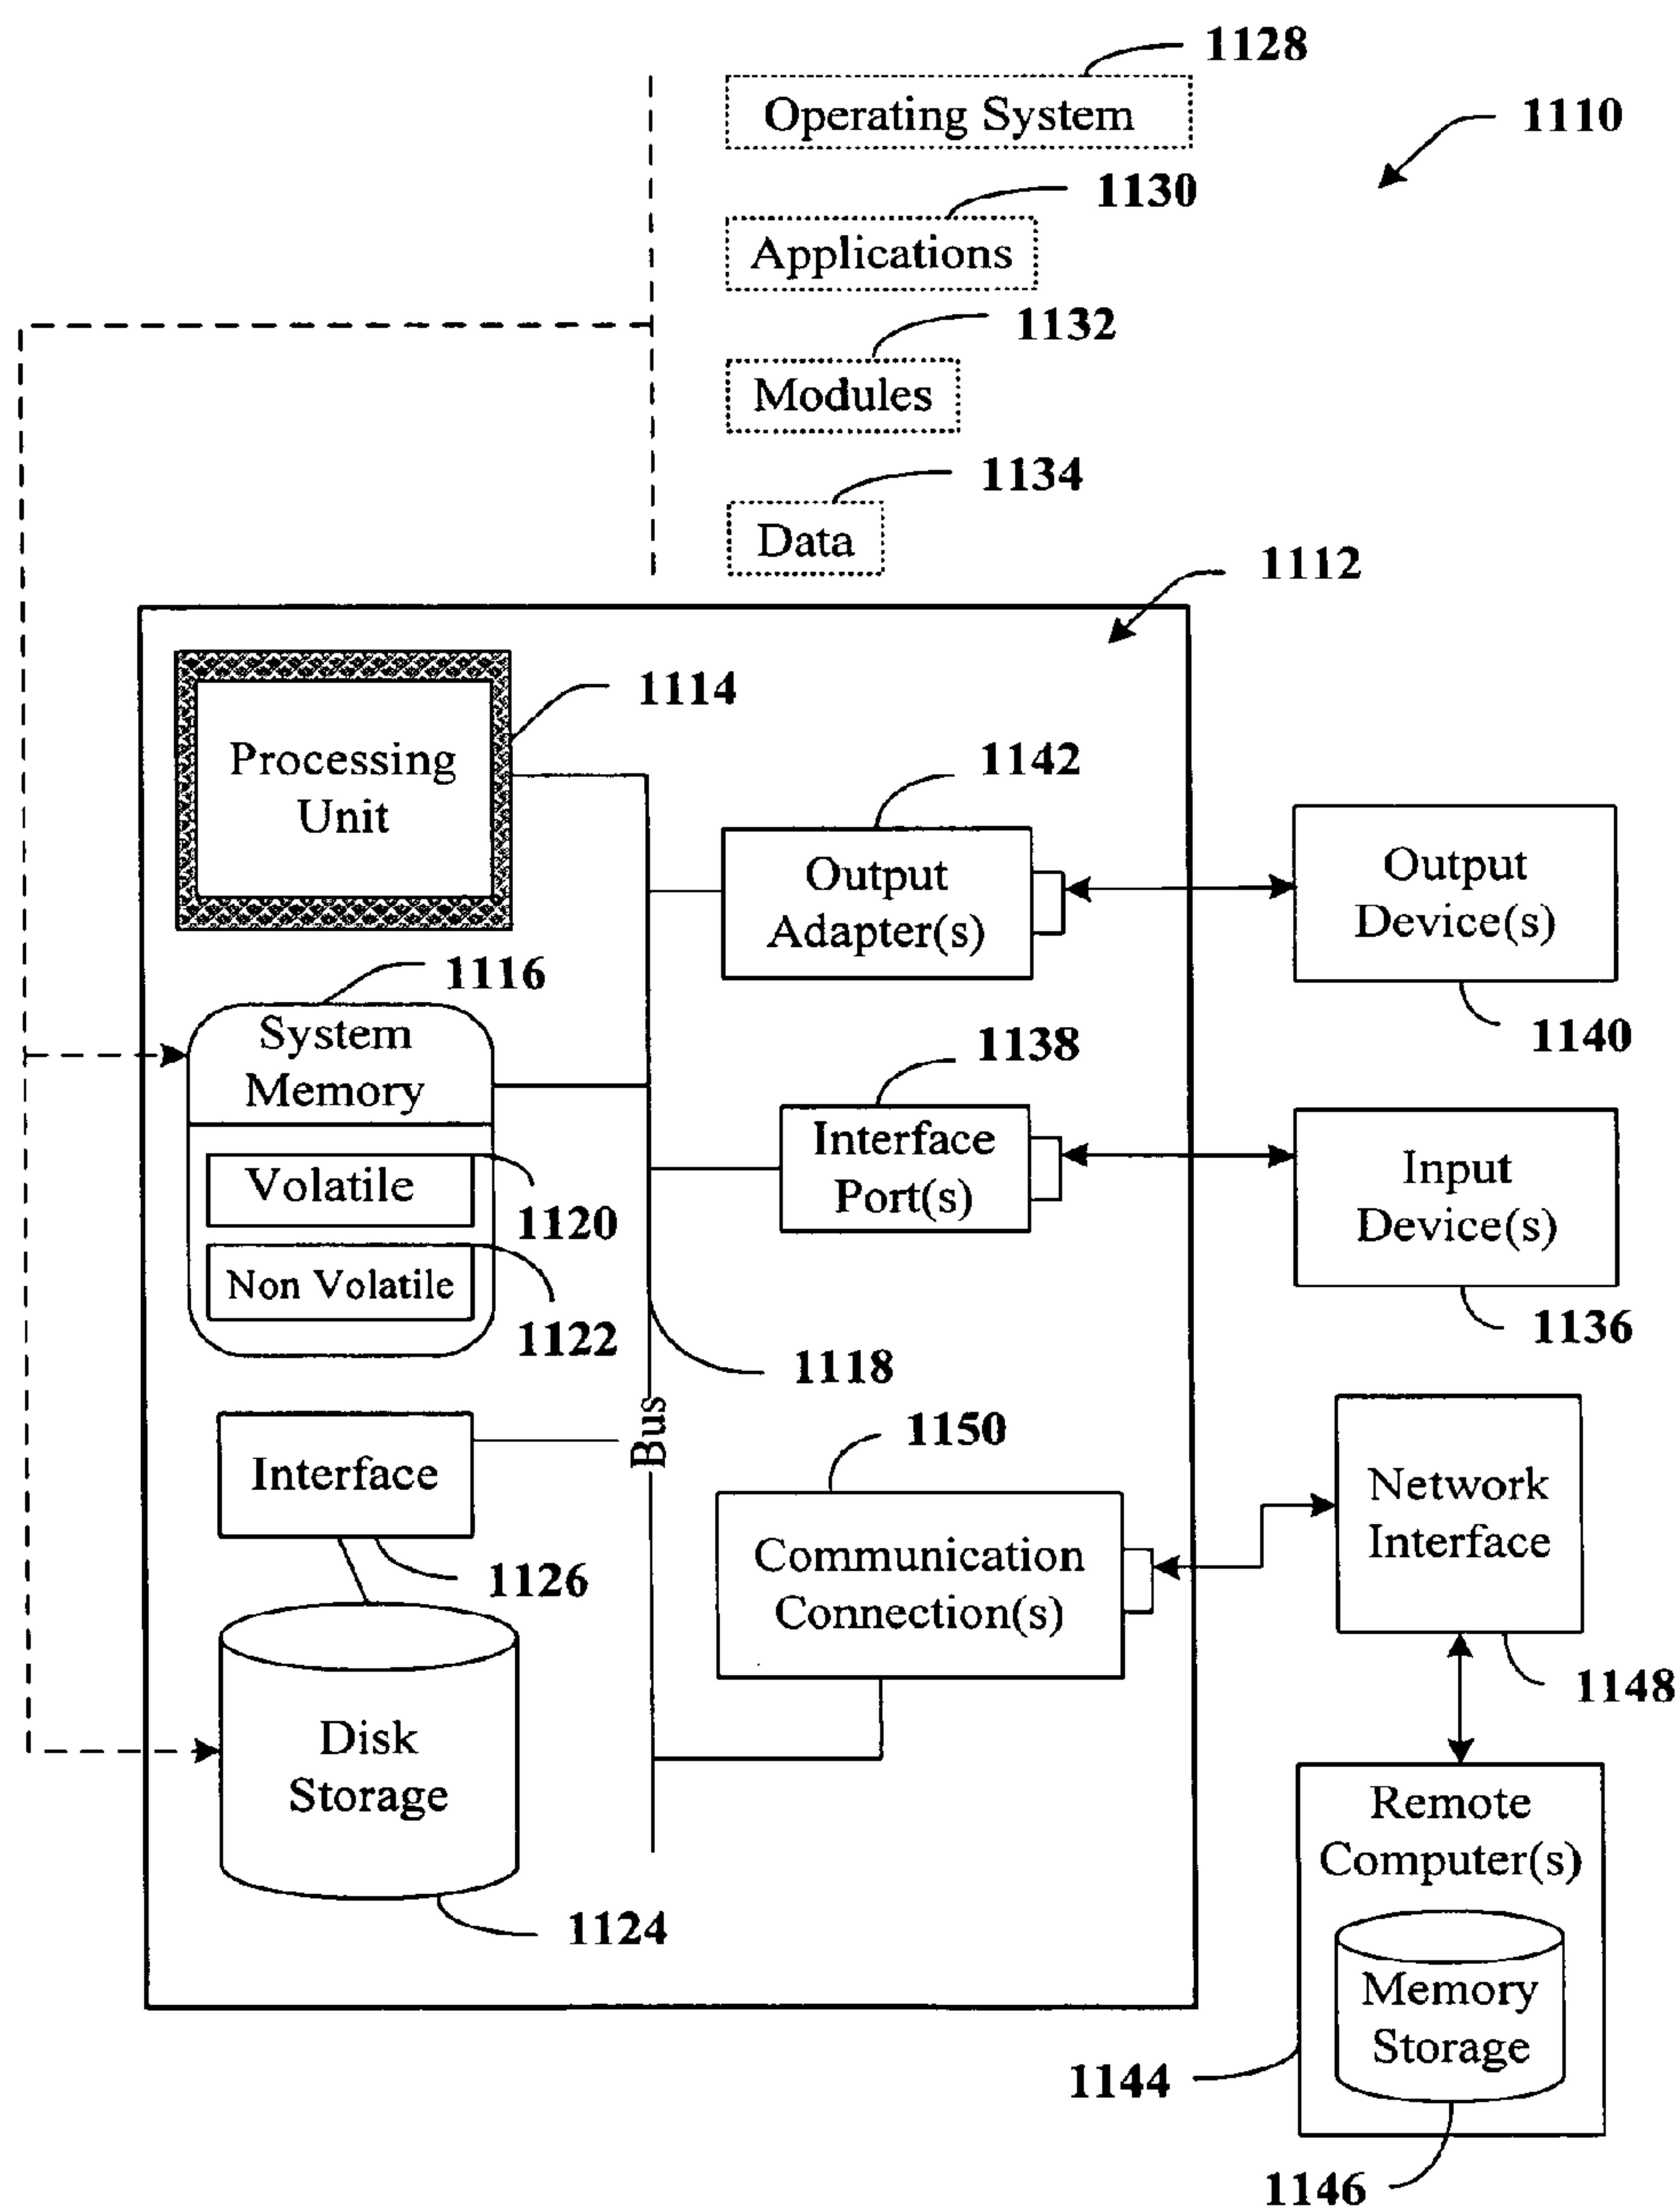 1128
Operating System
1110
1130
Applications
1132
Modules
1134
Data
1112
Processing
Unit
1114
1142
Output
Adapter(s)
Output
Device(s)
1140
1116
System
Memory
Volatile
1120
Non Volatile
1122
1138
Interface
Port(s)
Input
Device(s)
1136
1118
Bus
Interface
1126
1150
Communication
Connection(s)
Network
Interface
1148
Disk
Storage
1124
Remote
Computer(s)
Memory
Storage
1144
1146